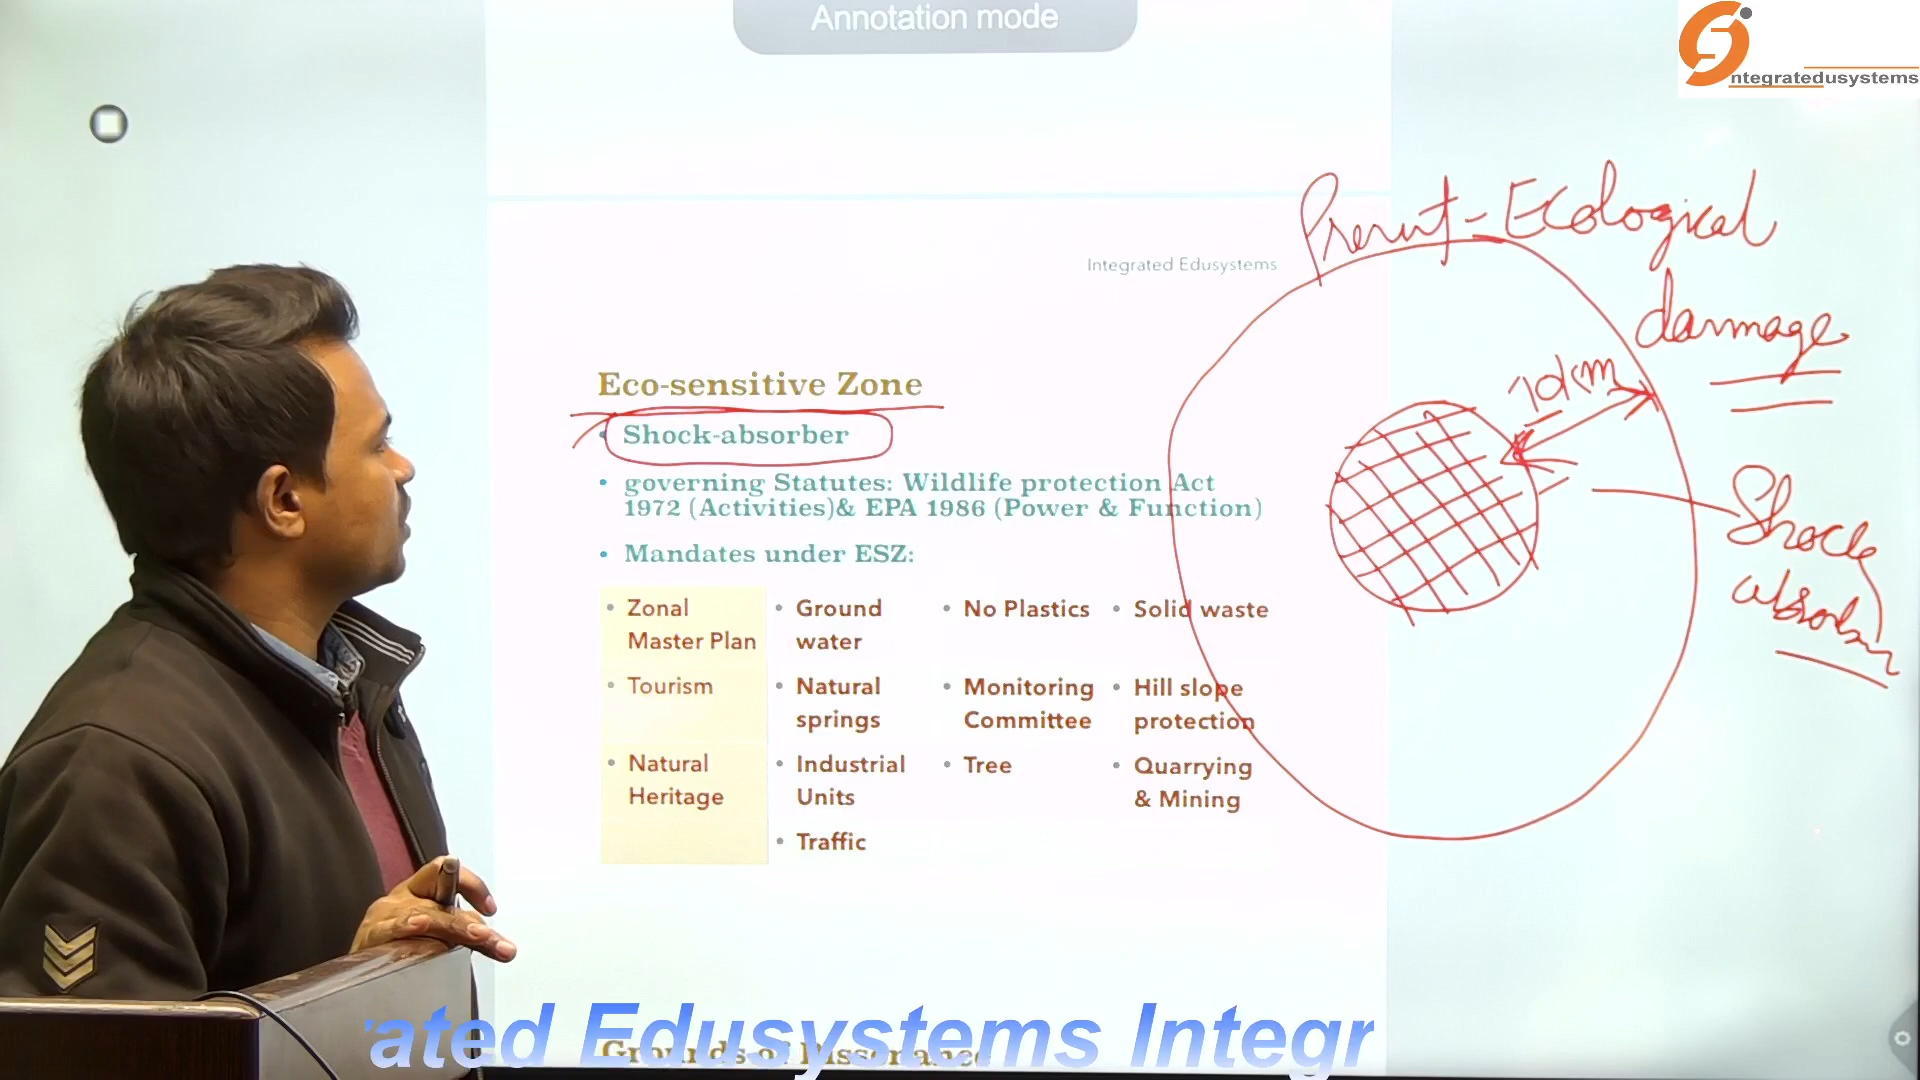 Annotation mode
ntegratedusystems
Prevent - Ecological
damage
Integrated Edusystems
10km
Eco-sensitive Zone
• Shock-absorber
• governing Statutes: Wildlife protection Act
1972 (Activities)& EPA 1986 (Power & Function)
• Mandates under ESZ:
Shock
absorber
• Zonal
Master Plan
• Ground
water
• No Plastics
• Solid waste
• Tourism
• Natural
springs
• Monitoring
Committee
• Hill slope
protection
• Natural
Heritage
• Industrial
Units
• Tree
• Quarrying
& Mining
• Traffic
ated Edusystems Integr
Grounds of Dissonance